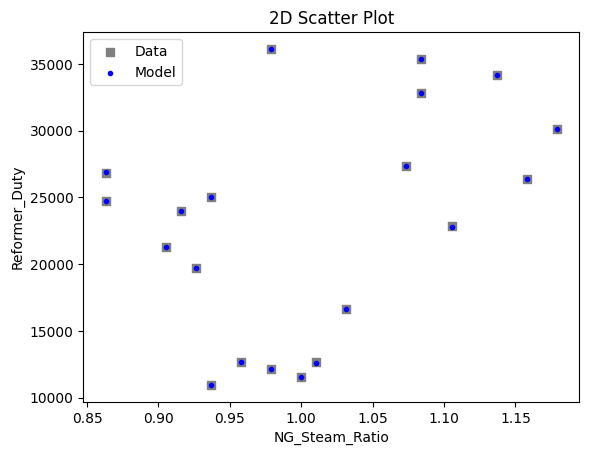 2D Scatter Plot
Data
Model
Reformer_Duty
35000
30000
25000
20000
15000
10000
0.85 0.90 0.95 1.00 1.05 1.10 1.15
NG_Steam_Ratio